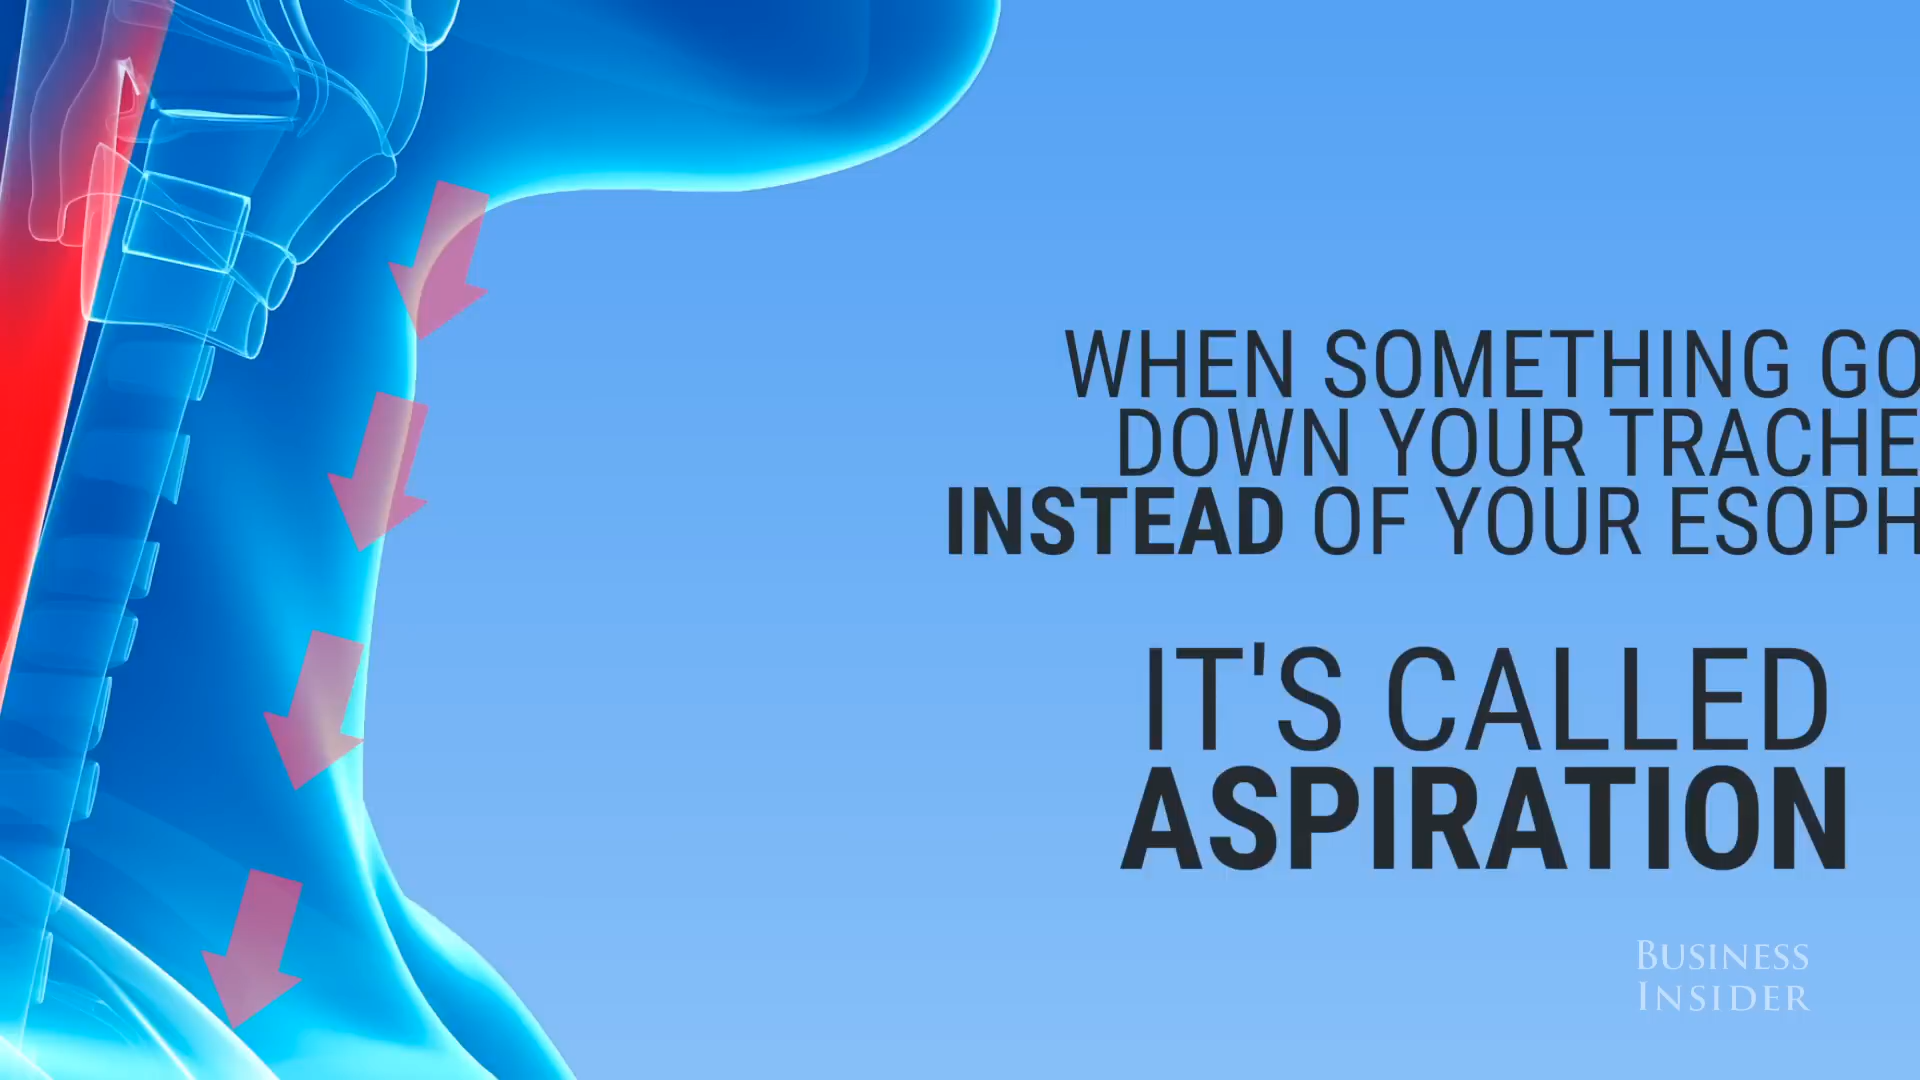 WHEN SOMETHING GO
DOWN YOUR TRACHE
INSTEAD OF YOUR ESOPH
IT'S CALLED
ASPIRATION
BUSINESS
INSIDER